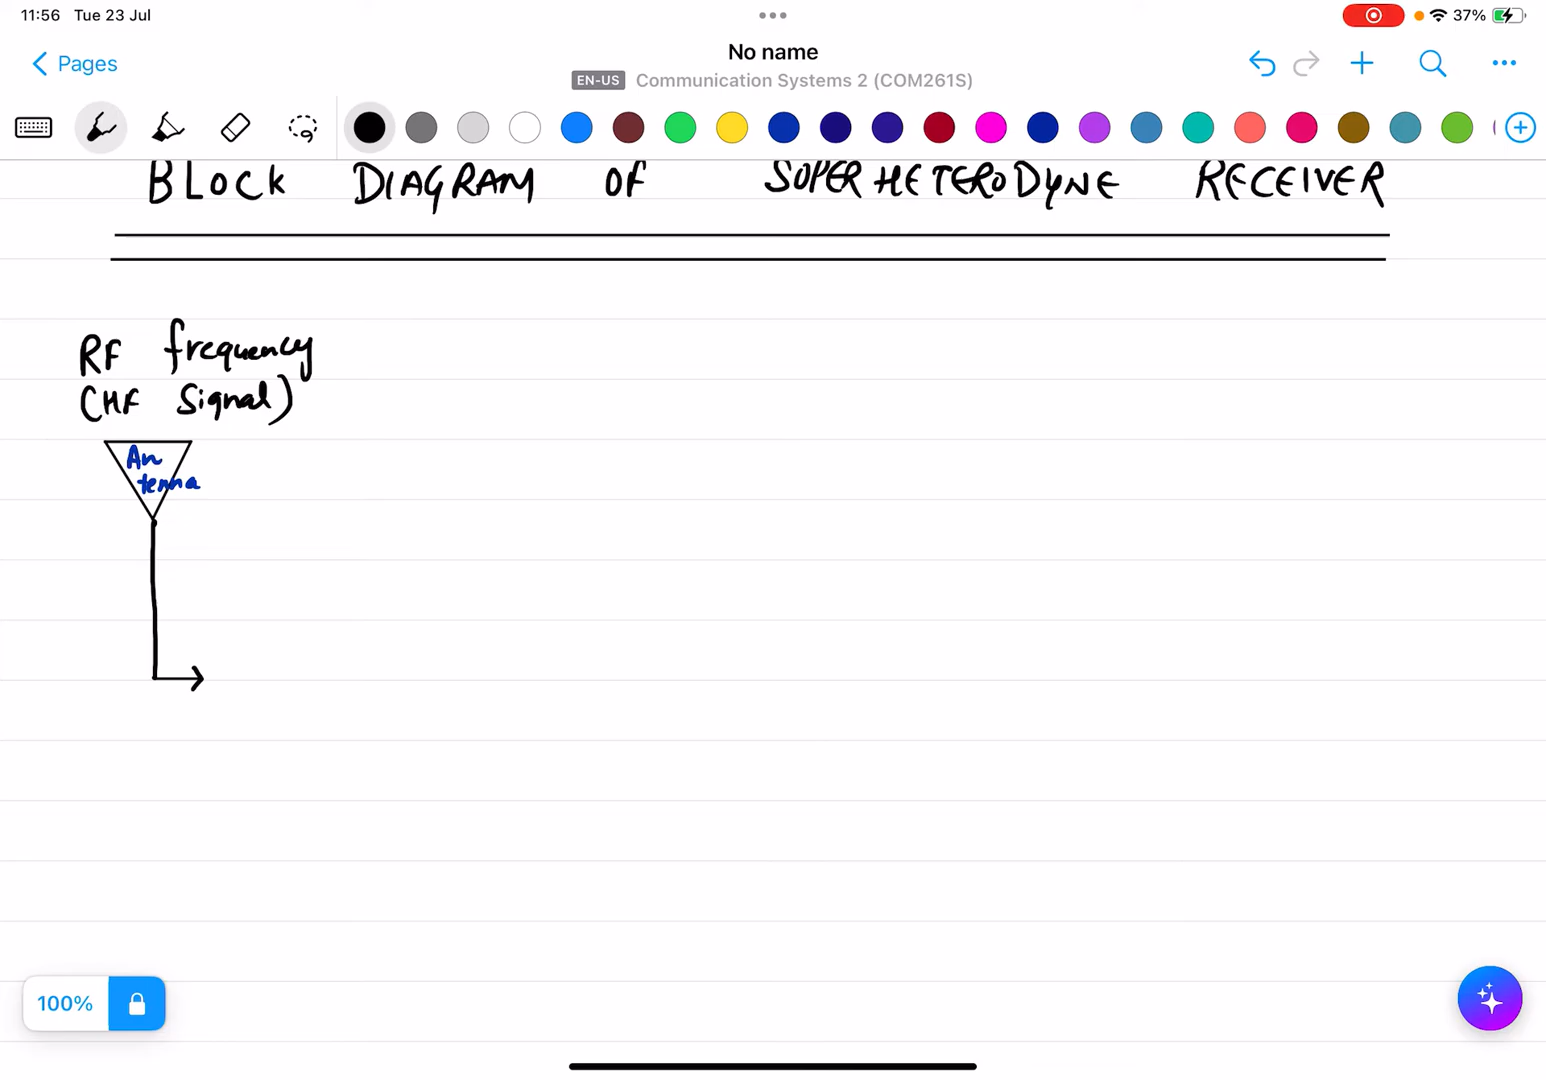 11:56 Tue 23 Jul
37%
Pages
No name
EN-US Communication Systems 2 (COM261S)
BLOCK DIAGRAM OF SUPERHETERODYNE RECEIVER
RF frequency
(HF Signal)
An
tenna
100%